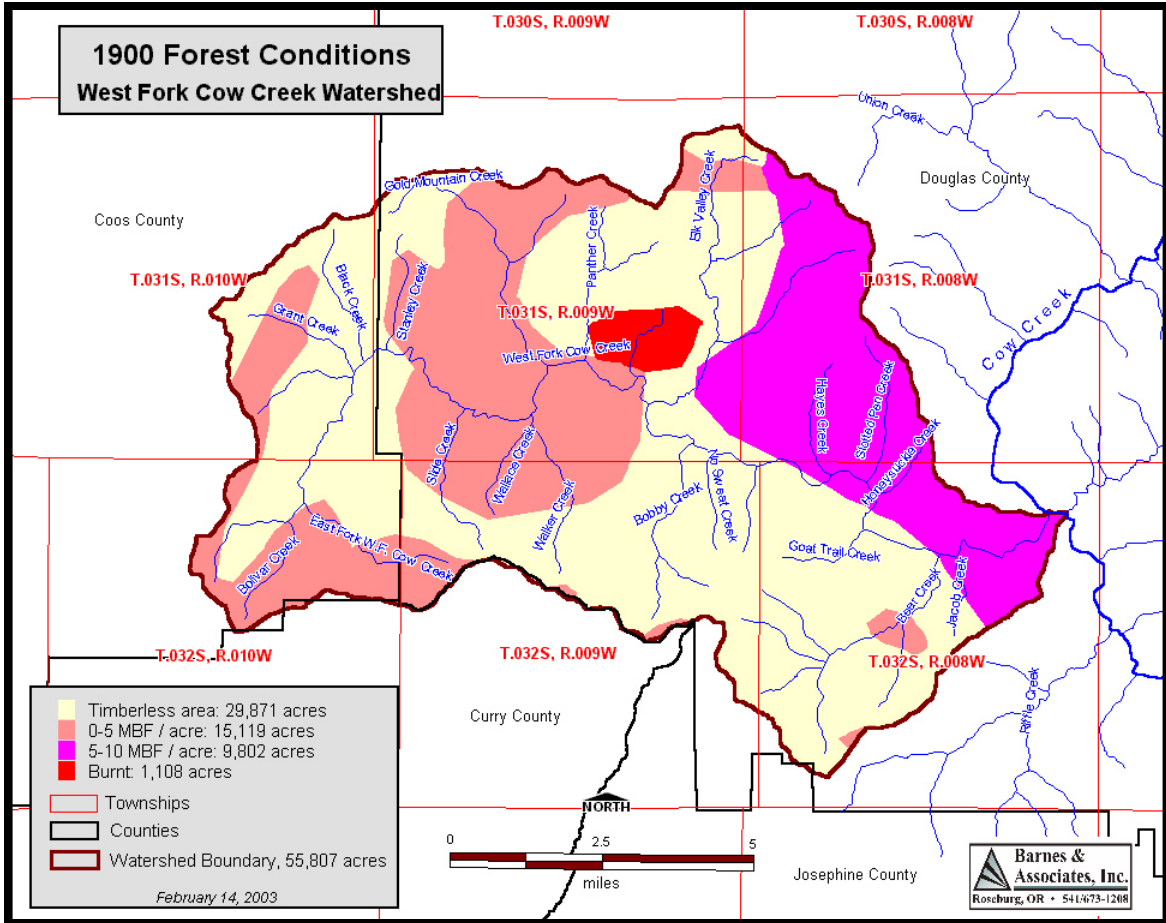 1900 Forest Conditions
West Fork Cow Creek Watershed
T.030S, R.009W
T.030S, R.008W
Union Creek
Douglas County
Coos County
Gold Mountain Creek
Elk Valley Creek
Panther Creek
Black Creek
T.031S, R.010W
T.031S, R.008W
Stanley Creek
Grant Creek
T.031S, R.009W
Cow Creek
West Fork Cow Creek
Hayes Creek
Slotted Pen Creek
Honeysuckle Creek
Slide Creek
Wallace Creek
Walker Creek
Bobby Creek
No Sweat Creek
East Fork W.F. Cow Creek
Bolivar Creek
Goat Trail Creek
Bear Creek
Jacob Creek
T.032S, R.010W
T.032S, R.009W
T.032S, R.008W
Riffle Creek
Curry County
Timberless area: 29,871 acres
0-5 MBF / acre: 15,119 acres
5-10 MBF / acre: 9,802 acres
Burnt: 1,108 acres
Townships
Counties
Watershed Boundary, 55,807 acres
February 14, 2003
NORTH
0 2.5 5
miles
Josephine County
Barnes &
Associates, Inc.
Roseburg, OR • 541/673-1208